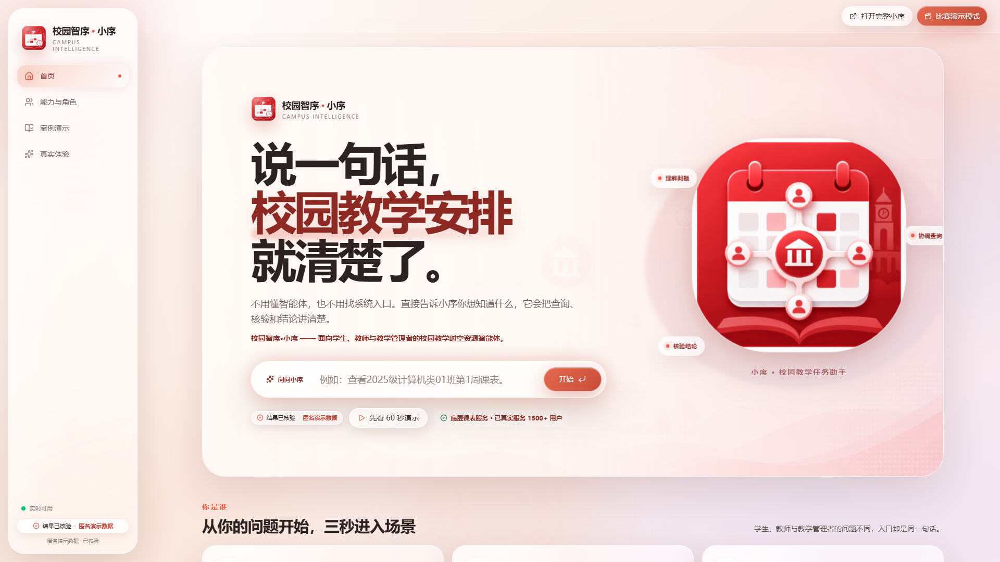 校园智序•小序
CAMPUS
INTELLIGENCE
首页
能力与角色
案例演示
真实体验
实时可用
结果已核验 · 匿名演示数据
匿名演示数据 · 已核验
打开完整小序
比赛演示模式
校园智序•小序
CAMPUS INTELLIGENCE
说一句话，
校园教学安排
就清楚了。
不用懂智能体，也不用找系统入口。直接告诉小序你想知道什么，它会把查询、
核验和结论讲清楚。
校园智序•小序 —— 面向学生、教师与教学管理者的校园教学时空资源智能体。
问问小序
例如：查看2025级计算机类01班第1周课表。
开始
结果已核验 · 匿名演示数据
先看 60 秒演示
底层课表服务 • 已真实服务 1500+ 用户
理解问题
协调查询
核验结论
小序 • 校园教学任务助手
你是谁
从你的问题开始，三秒进入场景
学生、教师与教学管理者的问题不同，入口却是同一句话。